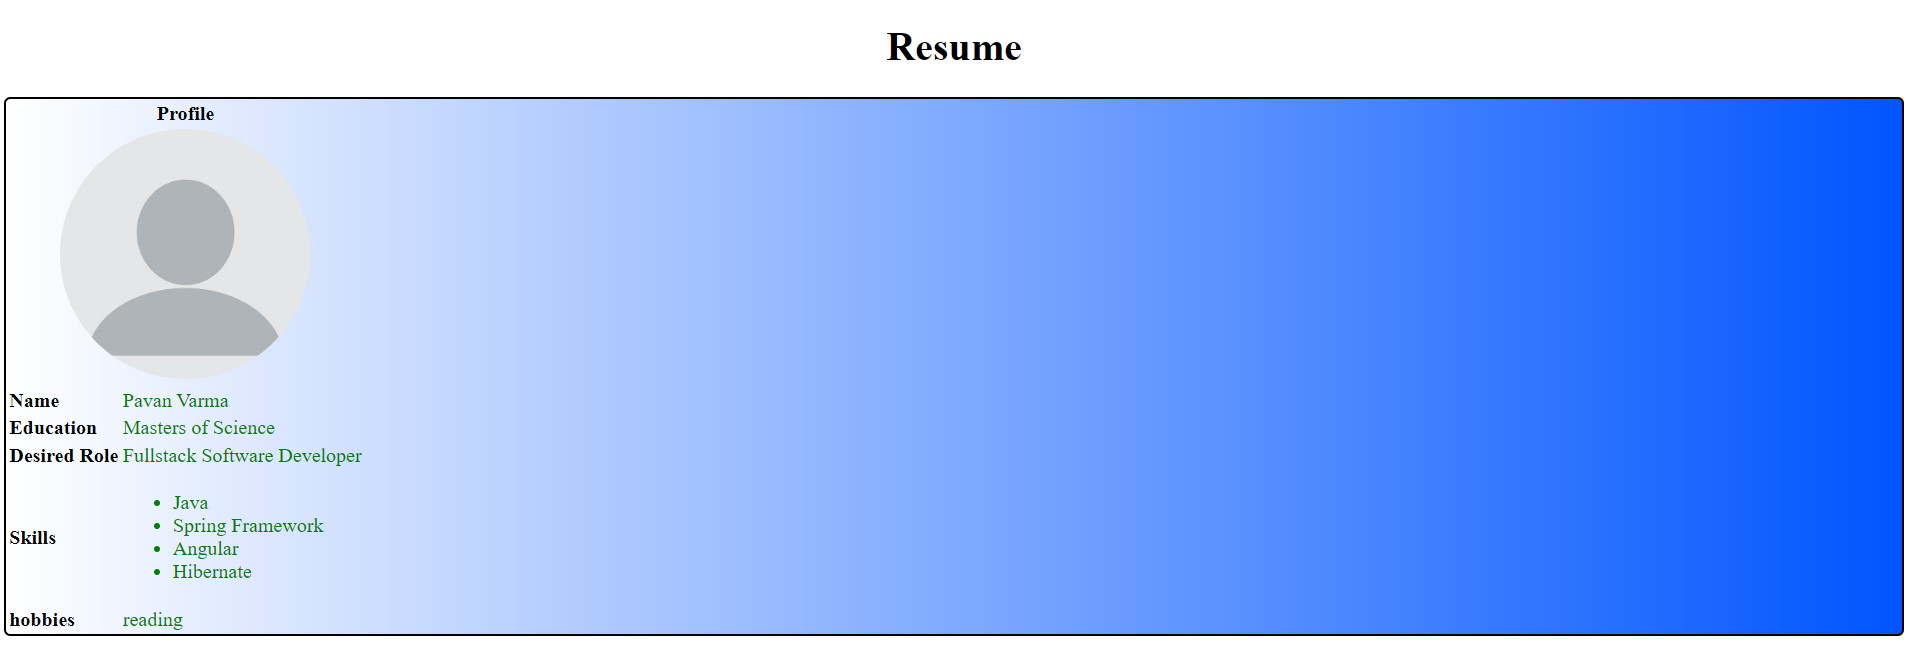 Resume
Profile
Name Pavan Varma
Education Masters of Science
Desired Role Fullstack Software Developer
Skills
Java
Spring Framework
Angular
Hibernate
hobbies reading